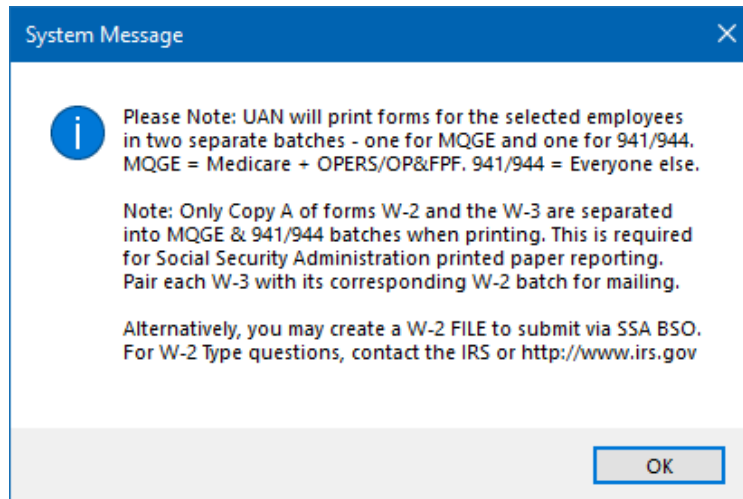 System Message
Please Note: UAN will print forms for the selected employees
in two separate batches - one for MQGE and one for 941/944.
MQGE = Medicare + OPERS/OP&FPF. 941/944 = Everyone else.
Note: Only Copy A of forms W-2 and the W-3 are separated
into MQGE & 941/944 batches when printing. This is required
for Social Security Administration printed paper reporting.
Pair each W-3 with its corresponding W-2 batch for mailing.
Alternatively, you may create a W-2 FILE to submit via SSA BSO.
For W-2 Type questions, contact the IRS or http://www.irs.gov
OK